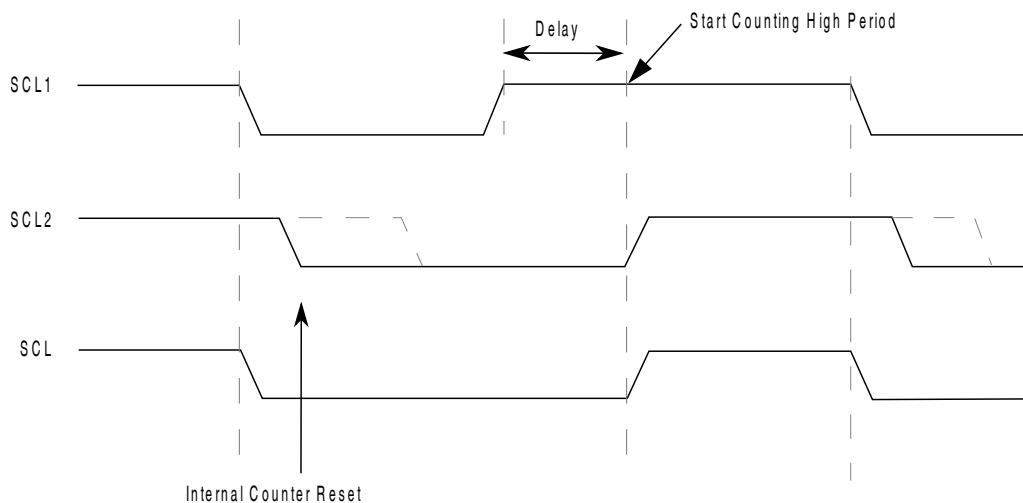 Delay
Start Counting High Period
SCL1
SCL2
SCL
Internal Counter Reset